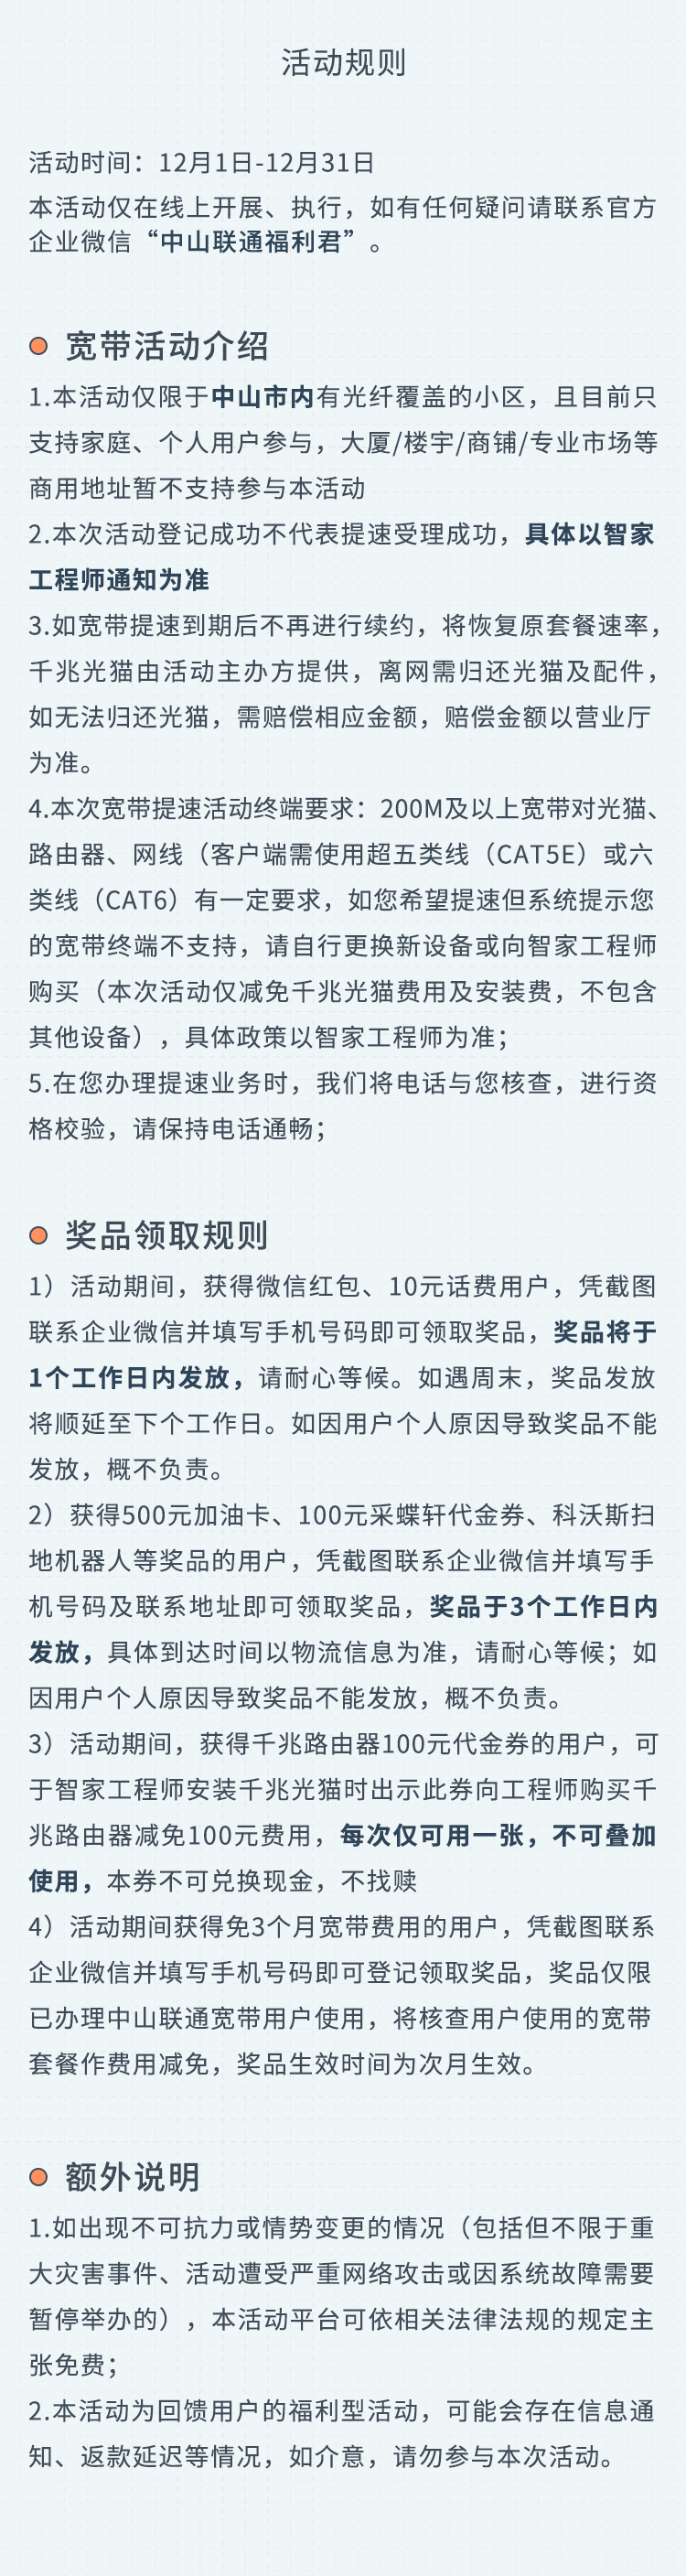 活动规则
活动时间：12月1日-12月31日
本活动仅在线上开展、执行，如有任何疑问请联系官方
企业微信“中山联通福利君”。
宽带活动介绍
1.本活动仅限于中山市内有光纤覆盖的小区，且目前只
支持家庭、个人用户参与，大厦/楼宇/商铺/专业市场等
商用地址暂不支持参与本活动
2.本次活动登记成功不代表提速受理成功，具体以智家
工程师通知为准
3.如宽带提速到期后不再进行续约，将恢复原套餐速率，
千兆光猫由活动主办方提供，离网需归还光猫及配件，
如无法归还光猫，需赔偿相应金额，赔偿金额以营业厅
为准。
4.本次宽带提速活动终端要求：200M及以上宽带对光猫、
路由器、网线（客户端需使用超五类线（CAT5E）或六
类线（CAT6）有一定要求，如您希望提速但系统提示您
的宽带终端不支持，请自行更换新设备或向智家工程师
购买（本次活动仅减免千兆光猫费用及安装费，不包含
其他设备），具体政策以智家工程师为准；
5.在您办理提速业务时，我们将电话与您核查，进行资
格校验，请保持电话通畅；
奖品领取规则
1）活动期间，获得微信红包、10元话费用户，凭截图
联系企业微信并填写手机号码即可领取奖品，奖品将于
1个工作日内发放，请耐心等候。如遇周末，奖品发放
将顺延至下个工作日。如因用户个人原因导致奖品不能
发放，概不负责。
2）获得500元加油卡、100元采蝶轩代金券、科沃斯扫
地机器人等奖品的用户，凭截图联系企业微信并填写手
机号码及联系地址即可领取奖品，奖品于3个工作日内
发放，具体到达时间以物流信息为准，请耐心等候；如
因用户个人原因导致奖品不能发放，概不负责。
3）活动期间，获得千兆路由器100元代金券的用户，可
于智家工程师安装千兆光猫时出示此券向工程师购买千
兆路由器减免100元费用，每次仅可用一张，不可叠加
使用，本券不可兑换现金，不找赎
4）活动期间获得免3个月宽带费用的用户，凭截图联系
企业微信并填写手机号码即可登记领取奖品，奖品仅限
已办理中山联通宽带用户使用，将核查用户使用的宽带
套餐作费用减免，奖品生效时间为次月生效。
额外说明
1.如出现不可抗力或情势变更的情况（包括但不限于重
大灾害事件、活动遭受严重网络攻击或因系统故障需要
暂停举办的），本活动平台可依相关法律法规的规定主
张免费；
2.本活动为回馈用户的福利型活动，可能会存在信息通
知、返款延迟等情况，如介意，请勿参与本次活动。